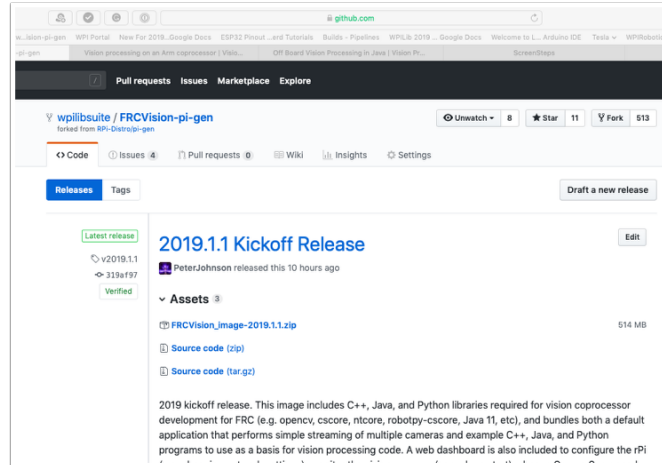 github.com
w...ision-pi-gen WPI Portal New For 2019...Google Docs ESP32 Pinout ...erd Tutorials Builds - Pipelines WPILib 2019 ... Google Docs Welcome to L... Arduino IDE Tesla WPIRobotic
-pi-gen Vision processing on an Arm coprocessor | Visio... Off Board Vision Processing in Java | Vision Pr... ScreenSteps
/ Pull requests Issues Marketplace Explore
wpilibsuite / FRCVision-pi-gen Unwatch 8 Star 11 Fork 513
forked from RPi-Distro/pi-gen
Code Issues 4 Pull requests 0 Wiki Insights Settings
Releases Tags Draft a new release
Latest release 2019.1.1 Kickoff Release Edit
v2019.1.1
PeterJohnson released this 10 hours ago
319af97
Verified
Assets 3
FRCVision_image-2019.1.1.zip 514 MB
Source code (zip)
Source code (tar.gz)
2019 kickoff release. This image includes C++, Java, and Python libraries required for vision coprocessor
development for FRC (e.g. opencv, cscore, ntcore, robotpy-cscore, Java 11, etc), and bundles both a default
application that performs simple streaming of multiple cameras and example C++, Java, and Python
programs to use as a basis for vision processing code. A web dashboard is also included to configure the rPi